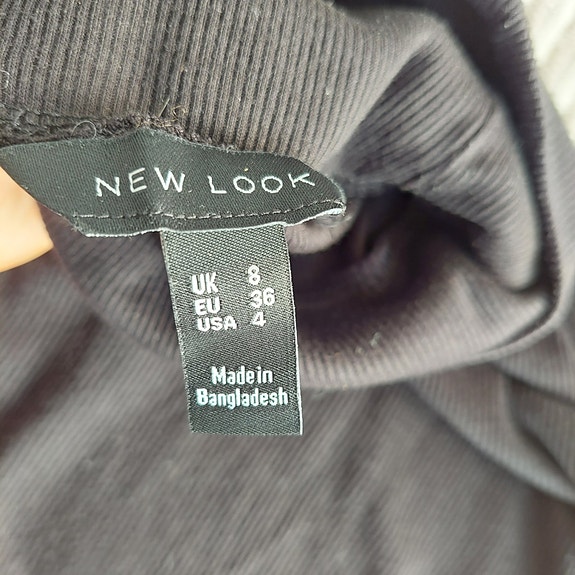 NEW LOOK
UK 8
EU 36
USA 4
Made in
Bangladesh